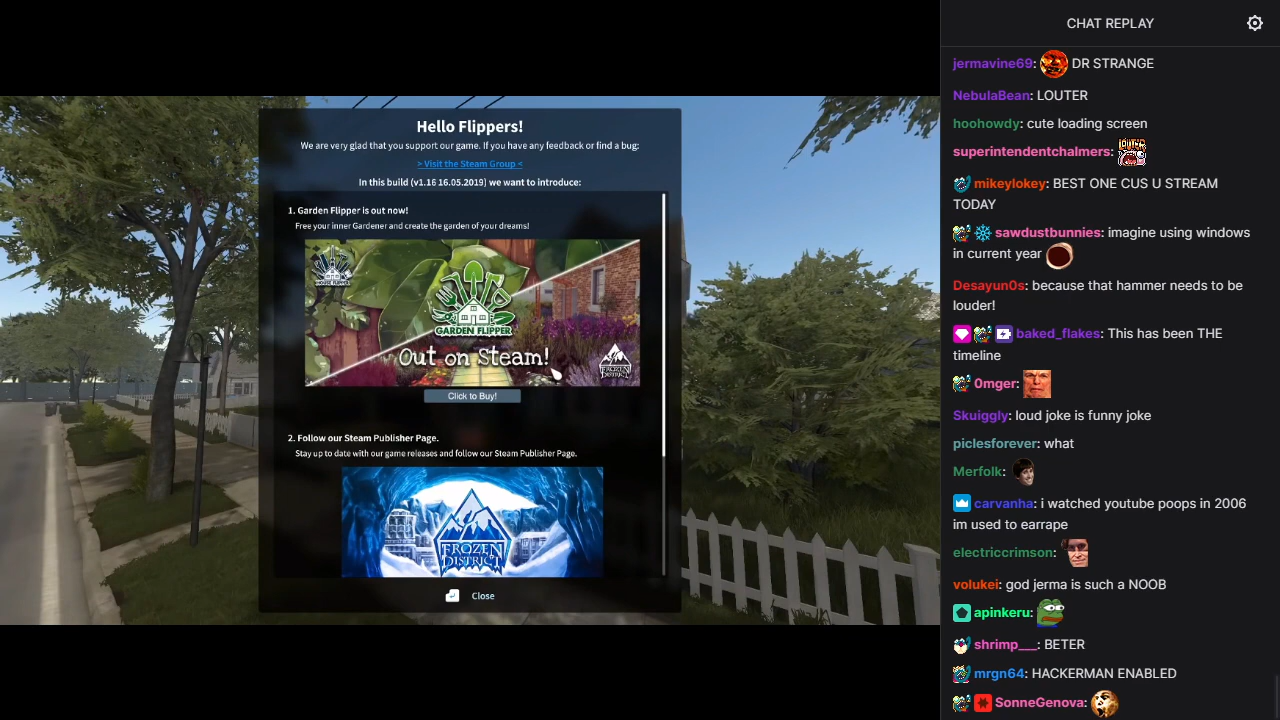 Hello Flippers!
We are very glad that you support our game. If you have any feedback or find a bug:
> Visit the Steam Group <
In this build (v1.16 16.05.2019) we want to introduce:
1. Garden Flipper is out now!
Free your inner Gardener and create the garden of your dreams!
HOUSE FLIPPER
GARDEN FLIPPER
Out on Steam!
FROZEN DISTRICT
Click to Buy!
2. Follow our Steam Publisher Page.
Stay up to date with our game releases and follow our Steam Publisher Page.
FROZEN
DISTRICT
Close
CHAT REPLAY
jermavine69: DR STRANGE
NebulaBean: LOUTER
hoohowdy: cute loading screen
superintendentchalmers:
mikeylokey: BEST ONE CUS U STREAM
TODAY
sawdustbunnies: imagine using windows
in current year
Desayun0s: because that hammer needs to be
louder!
baked_flakes: This has been THE
timeline
0mger:
Skuiggly: loud joke is funny joke
piclesforever: what
Merfolk:
carvanha: i watched youtube poops in 2006
im used to earrape
electriccrimson:
volukei: god jerma is such a NOOB
apinkeru:
shrimp___: BETER
mrgn64: HACKERMAN ENABLED
SonneGenova: